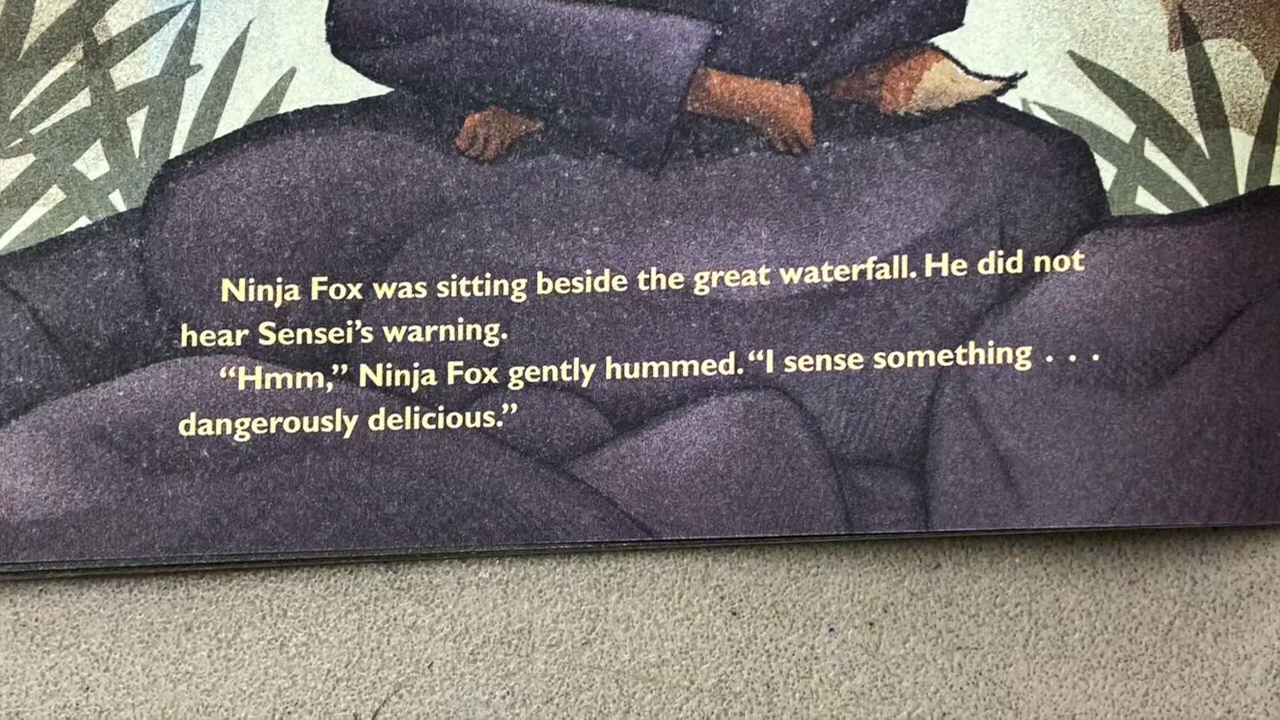 Ninja Fox was sitting beside the great waterfall. He did not
hear Sensei’s warning.
“Hmm,” Ninja Fox gently hummed. “I sense something . . .
dangerously delicious.”